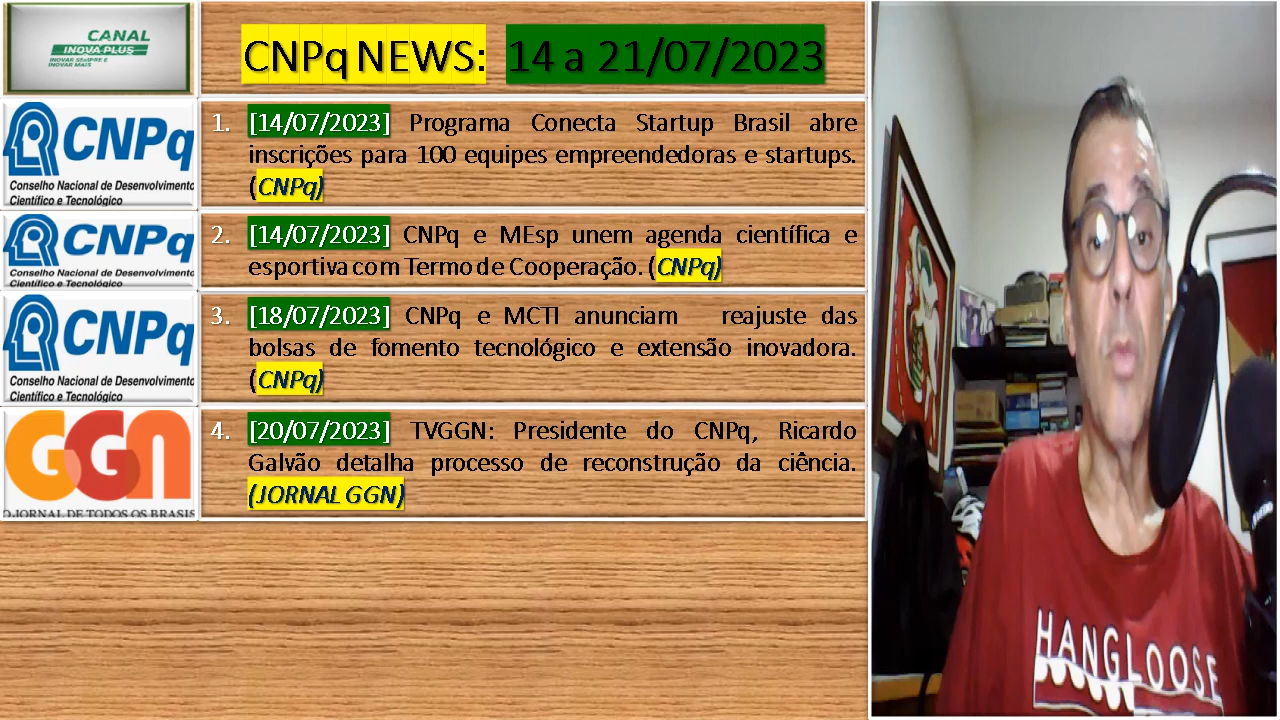 CANAL
INOVA PLUS
INOVAR SEMPRE E
INOVAR MAIS
CNPq NEWS: 14 a 21/07/2023
CNPq
Conselho Nacional de Desenvolvimento
Científico e Tecnológico
1. [14/07/2023] Programa Conecta Startup Brasil abre
inscrições para 100 equipes empreendedoras e startups.
(CNPq)
CNPq
Conselho Nacional de Desenvolvimento
Científico e Tecnológico
2. [14/07/2023] CNPq e MEsp unem agenda científica e
esportiva com Termo de Cooperação. (CNPq)
CNPq
Conselho Nacional de Desenvolvimento
Científico e Tecnológico
3. [18/07/2023] CNPq e MCTI anunciam reajuste das
bolsas de fomento tecnológico e extensão inovadora.
(CNPq)
GGN
O JORNAL DE TODOS OS BRASIS
4. [20/07/2023] TVGGN: Presidente do CNPq, Ricardo
Galvão detalha processo de reconstrução da ciência.
(JORNAL GGN)
HANGLOOSE